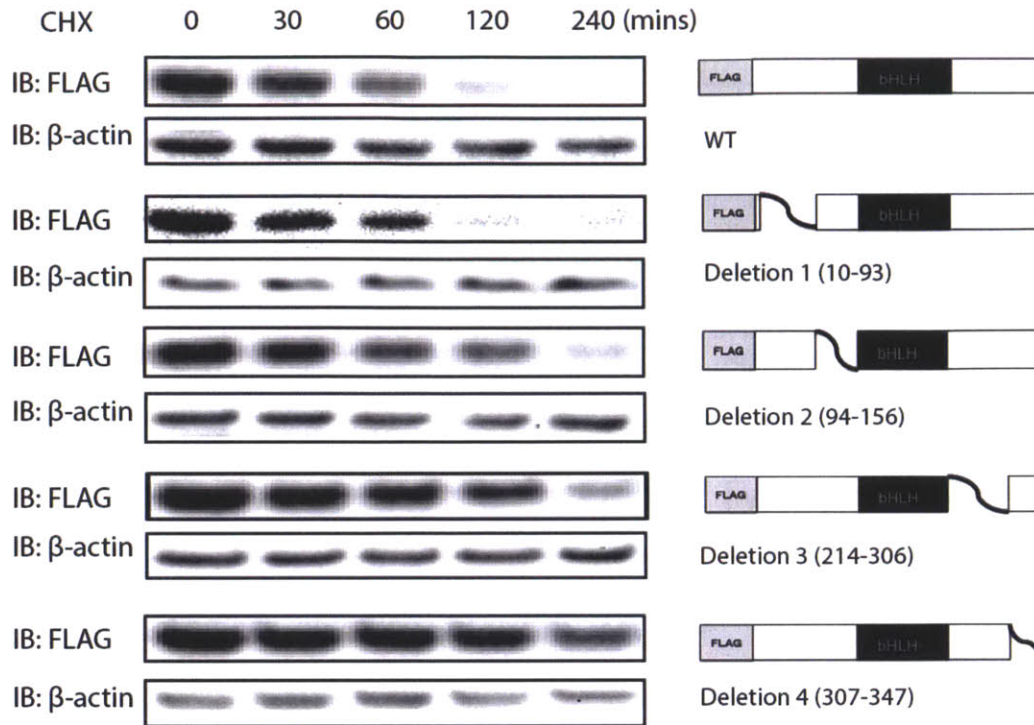 CHX 0 30 60 120 240 (mins)
IB: FLAG
FLAG bHLH
IB: β-actin
WT
IB: FLAG
FLAG bHLH
IB: β-actin
Deletion 1 (10-93)
IB: FLAG
FLAG bHLH
IB: β-actin
Deletion 2 (94-156)
IB: FLAG
FLAG bHLH
IB: β-actin
Deletion 3 (214-306)
IB: FLAG
FLAG bHLH
IB: β-actin
Deletion 4 (307-347)